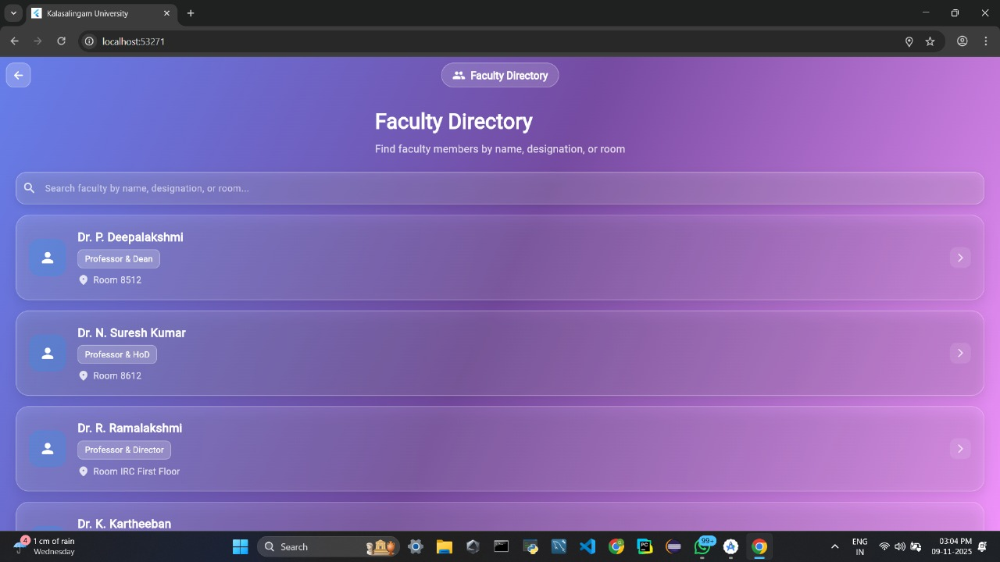 Kalasalingam University
localhost:53271
Faculty Directory
Faculty Directory
Find faculty members by name, designation, or room
Search faculty by name, designation, or room...
Dr. P. Deepalakshmi
Professor & Dean
Room 8512
Dr. N. Suresh Kumar
Professor & HoD
Room 8612
Dr. R. Ramalakshmi
Professor & Director
Room IRC First Floor
Dr. K. Kartheeban
4
1 cm of rain
Wednesday
Search
PC
99+
ENG
IN
03:04 PM
09-11-2025